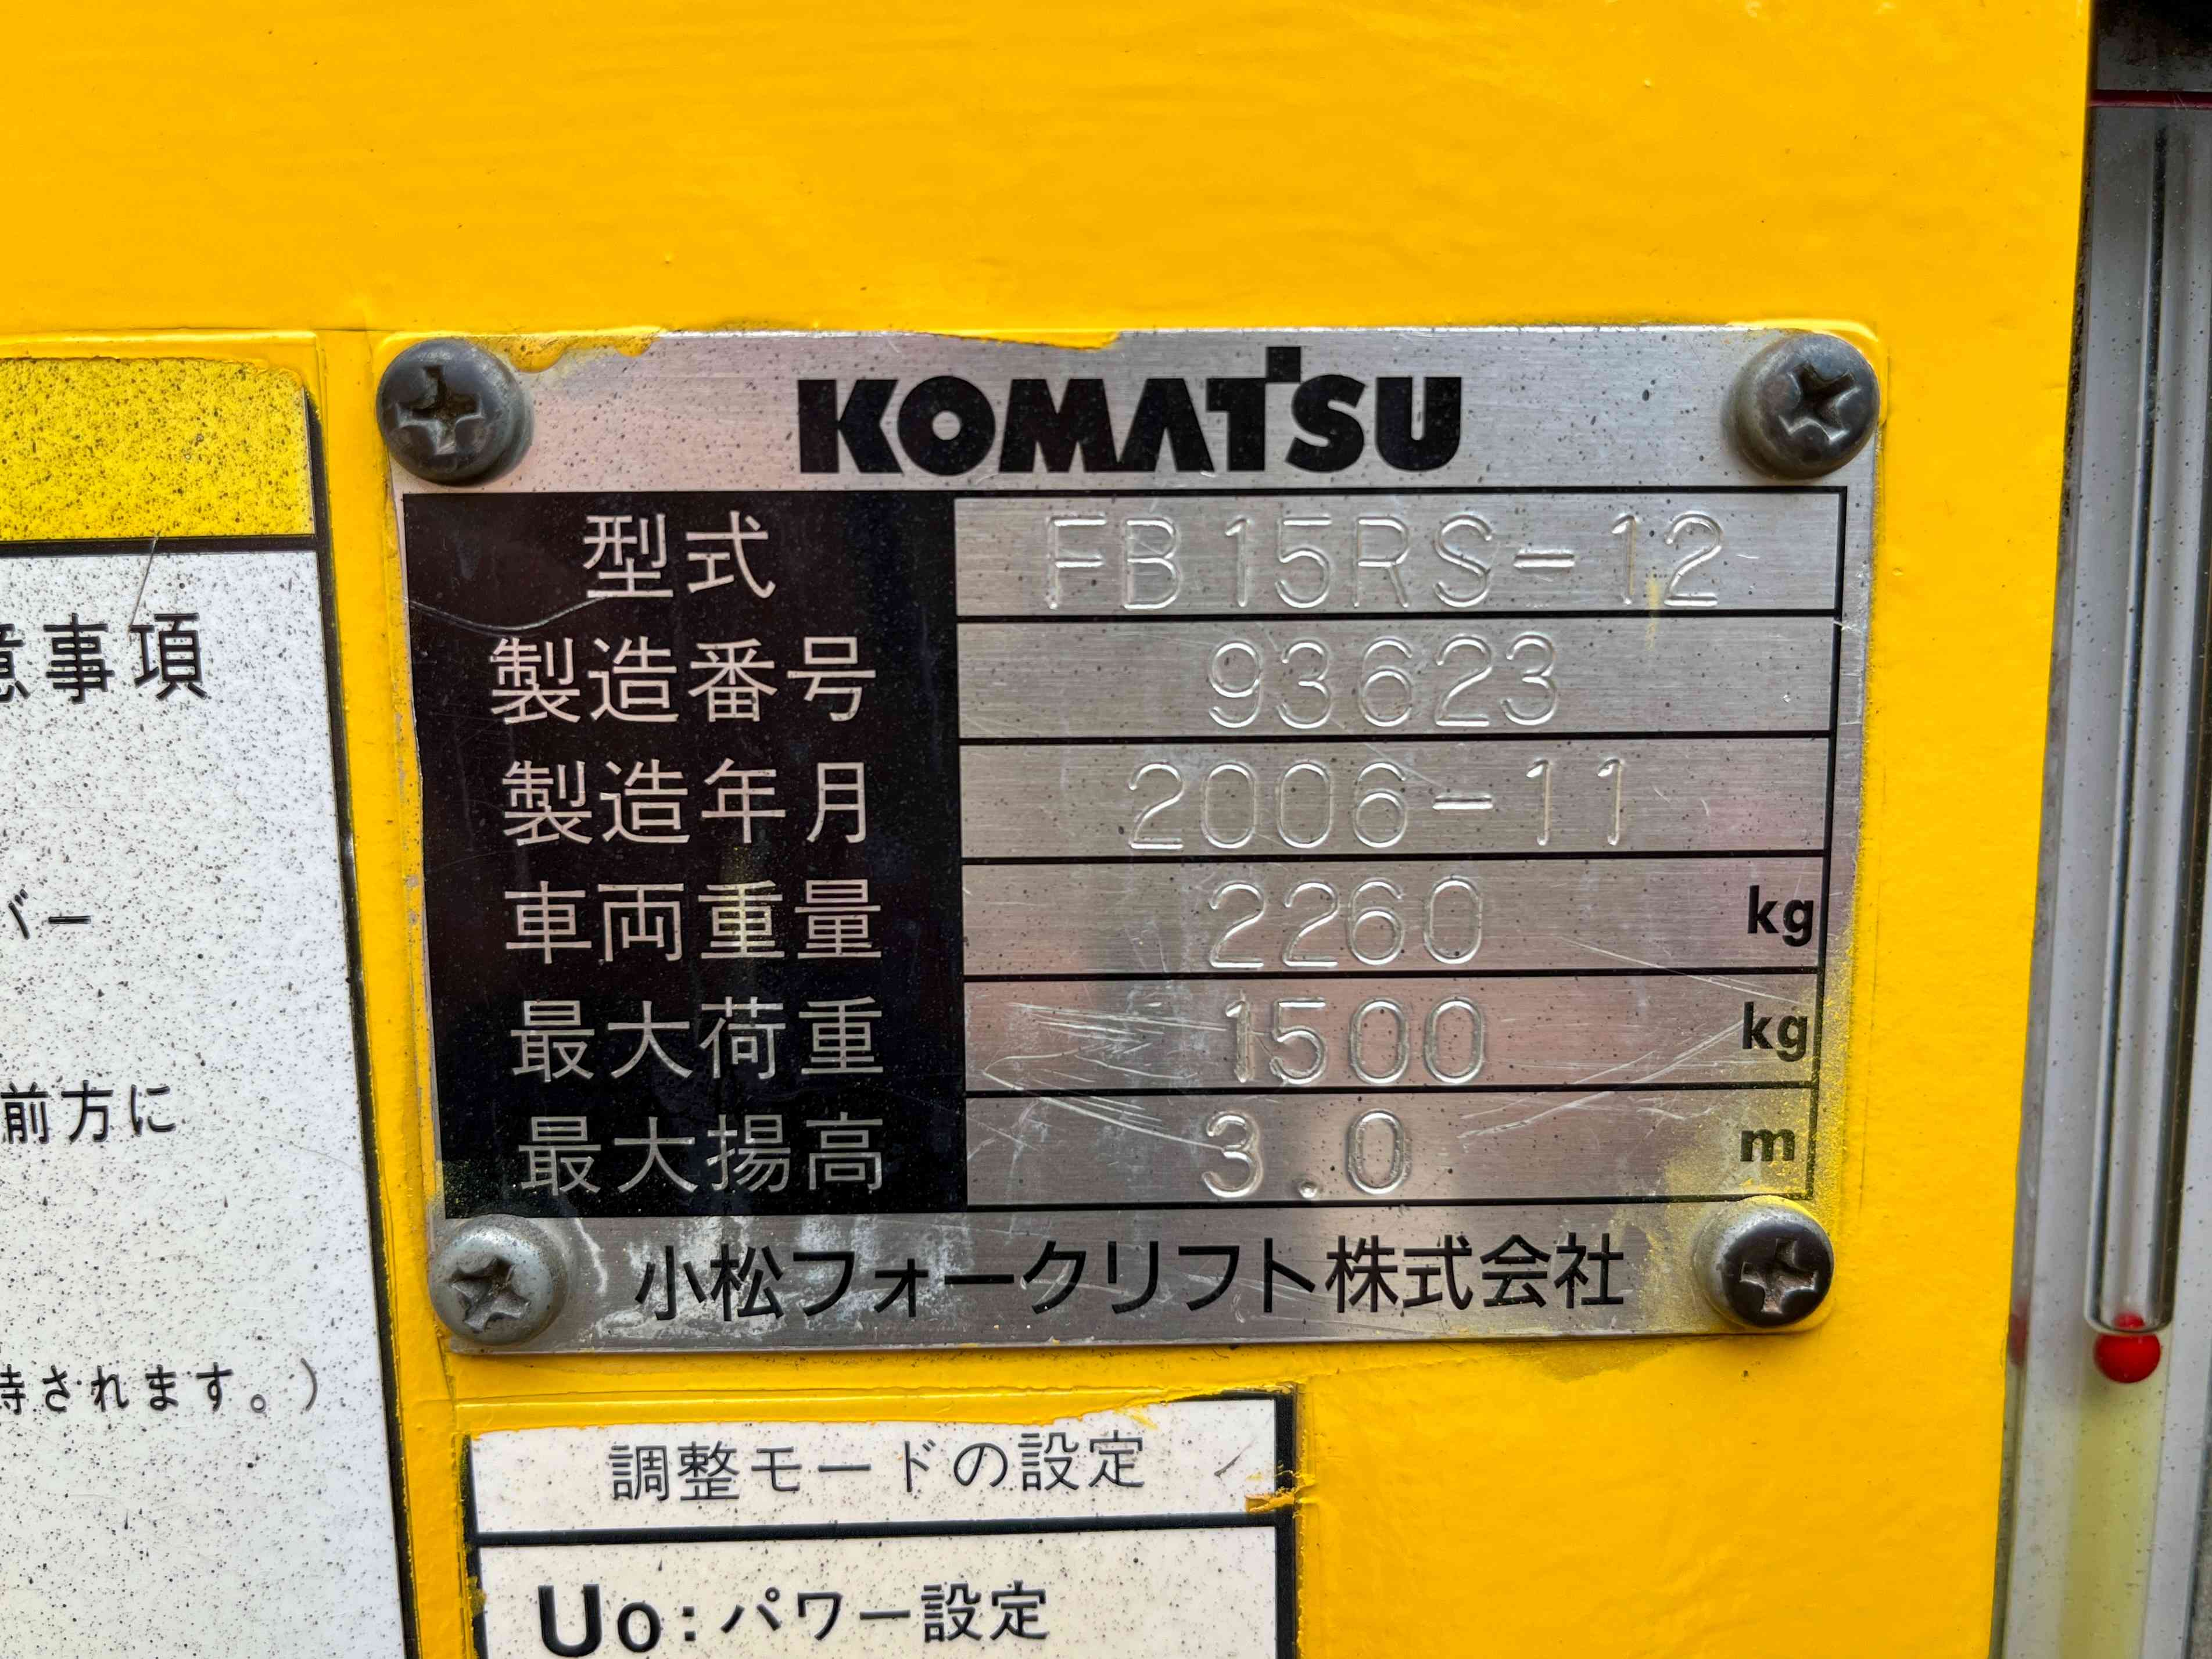 KOMATSU
型式 FB15RS-12
製造番号 93623
製造年月 2006-11
車両重量 2260 kg
最大荷重 1500 kg
最大揚高 3.0 m
小松フォークリフト株式会社
意事項
バー
前方に
持されます。)
調整モードの設定
Uo:パワー設定